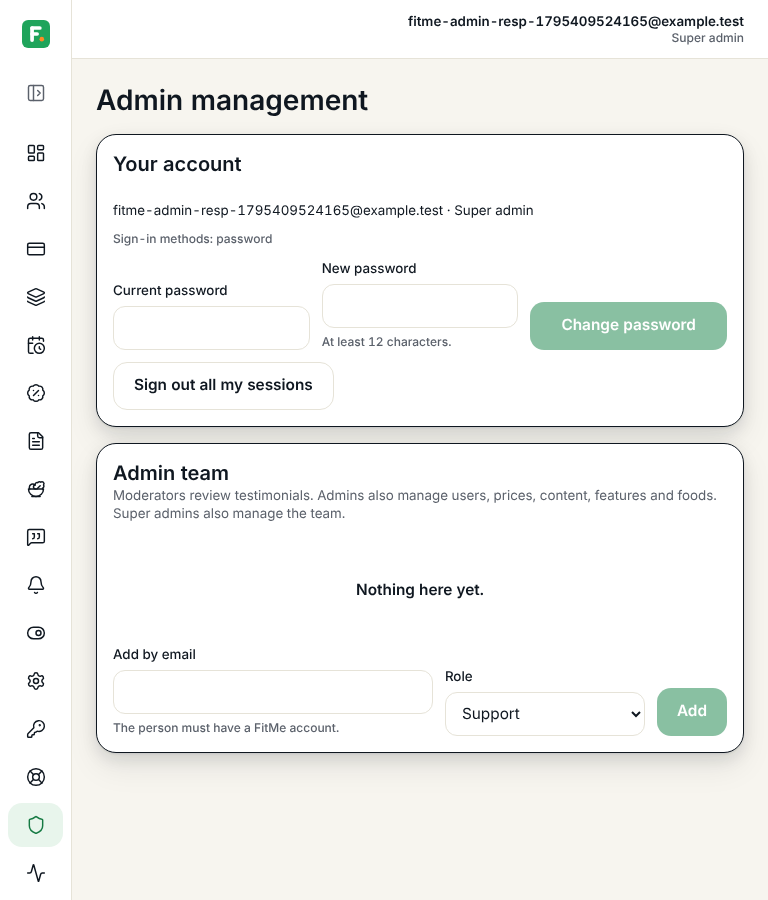 F.
fitme-admin-resp-1795409524165@example.test
Super admin
Admin management
Your account
fitme-admin-resp-1795409524165@example.test · Super admin
Sign-in methods: password
Current password
New password
At least 12 characters.
Change password
Sign out all my sessions
Admin team
Moderators review testimonials. Admins also manage users, prices, content, features and foods.
Super admins also manage the team.
Nothing here yet.
Add by email
The person must have a FitMe account.
Role
Support
Add